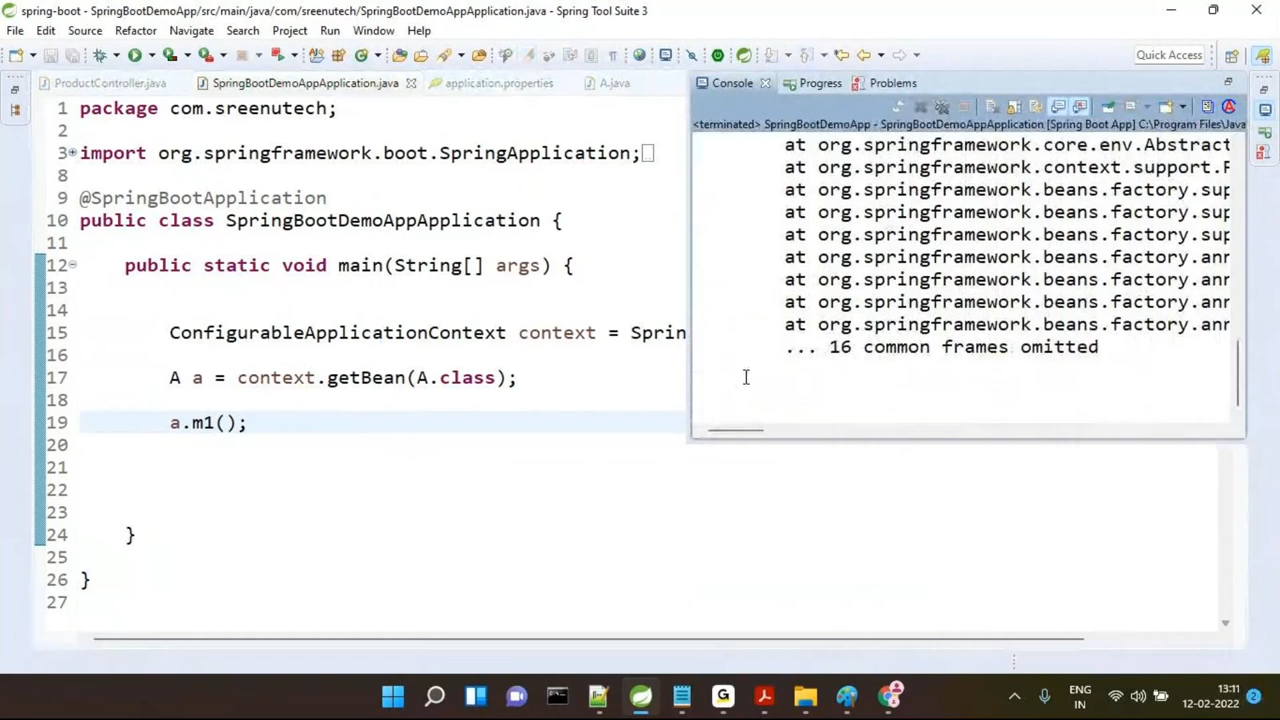 spring-boot - SpringBootDemoApp/src/main/java/com/sreenutech/SpringBootDemoAppApplication.java - Spring Tool Suite 3
File Edit Source Refactor Navigate Search Project Run Window Help
Quick Access
ProductController.java SpringBootDemoAppApplication.java application.properties A.java
1 package com.sreenutech;
2
3 import org.springframework.boot.SpringApplication;
8
9 @SpringBootApplication
10 public class SpringBootDemoAppApplication {
11
12 public static void main(String[] args) {
13
14
15 ConfigurableApplicationContext context = Sprin
16
17 A a = context.getBean(A.class);
18
19 a.m1();
20
21
22
23
24 }
25
26 }
27
Console Progress Problems
<terminated> SpringBootDemoApp - SpringBootDemoAppApplication [Spring Boot App] C:\Program Files\Java
at org.springframework.core.env.Abstract
at org.springframework.context.support.P
at org.springframework.beans.factory.sup
at org.springframework.beans.factory.sup
at org.springframework.beans.factory.sup
at org.springframework.beans.factory.ann
at org.springframework.beans.factory.ann
at org.springframework.beans.factory.ann
at org.springframework.beans.factory.ann
... 16 common frames omitted
ENG
IN
13:11
12-02-2022
2